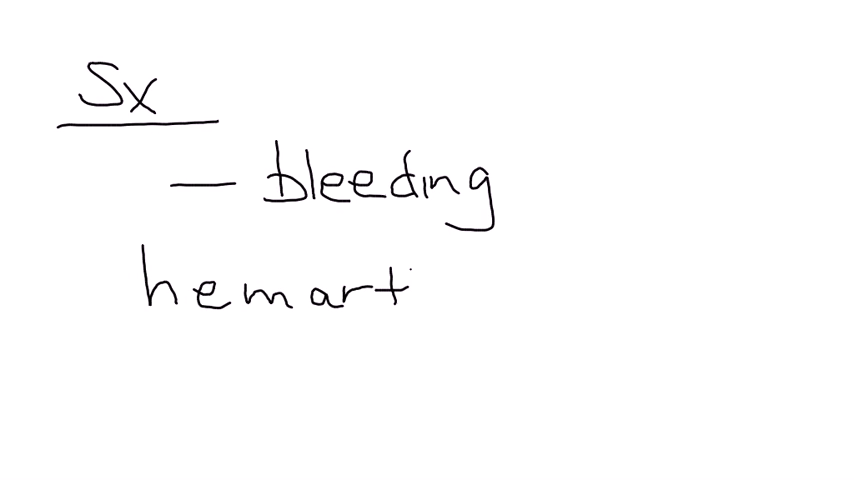 Sx
— bleeding
hemart